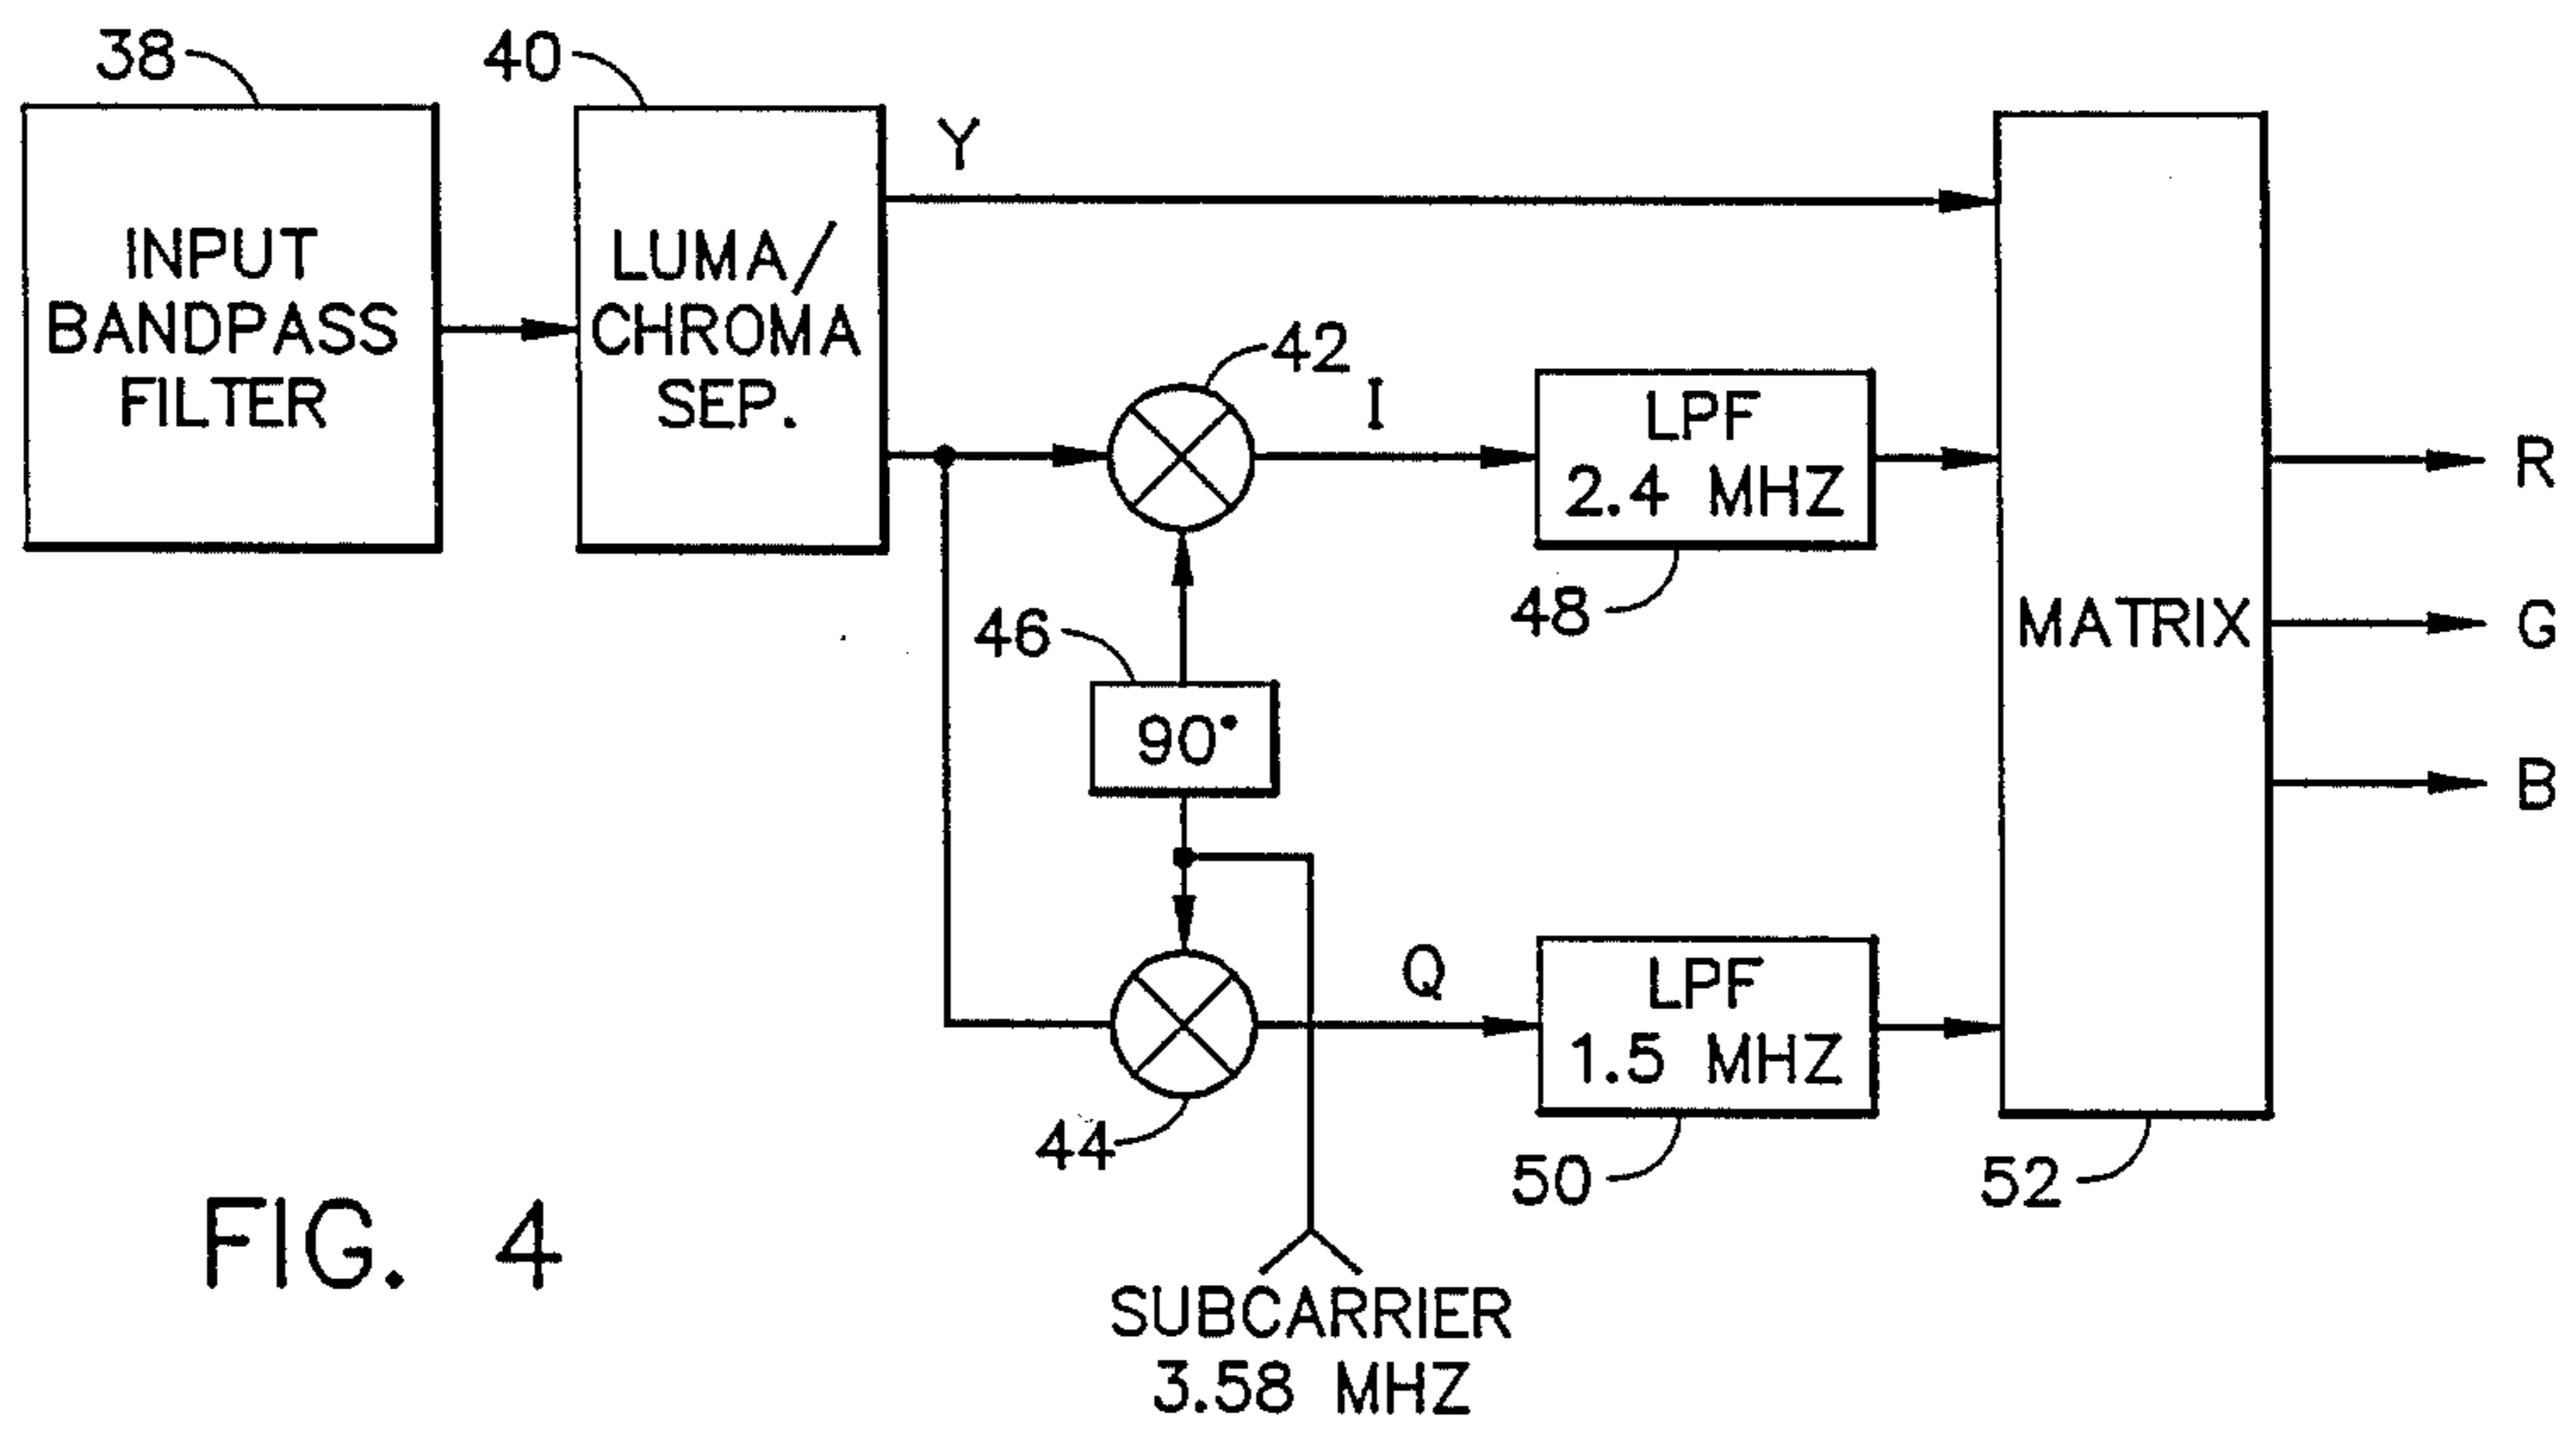 38
40
INPUT
BANDPASS
FILTER
LUMA/
CHROMA
SEP.
Y
42
I
LPF
2.4 MHZ
48
46
90°
MATRIX
R
G
B
Q
44
LPF
1.5 MHZ
50
52
SUBCARRIER
3.58 MHZ
FIG. 4